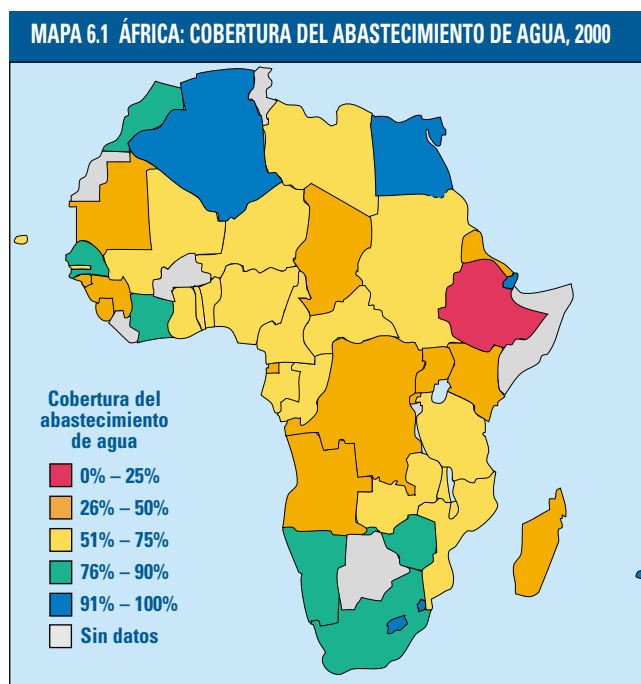 MAPA 6.1 ÁFRICA: COBERTURA DEL ABASTECIMIENTO DE AGUA, 2000
Cobertura del
abastecimiento
de agua
0% – 25%
26% – 50%
51% – 75%
76% – 90%
91% – 100%
Sin datos